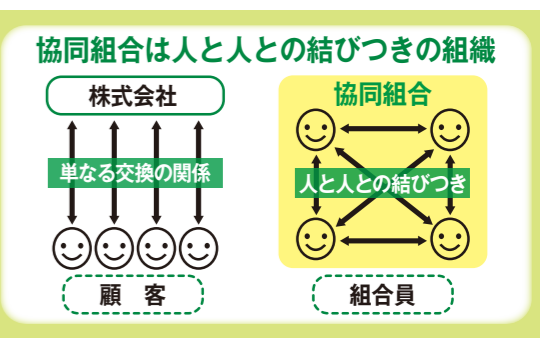 協同組合は人と人との結びつきの組織
株式会社
単なる交換の関係
顧 客
協同組合
人と人との結びつき
組合員